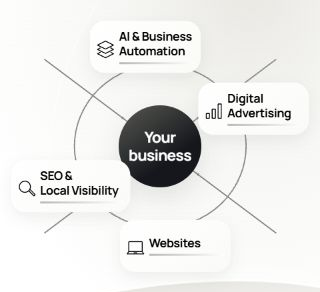 AI & Business
Automation
Digital
Advertising
Your
business
SEO &
Local Visibility
Websites